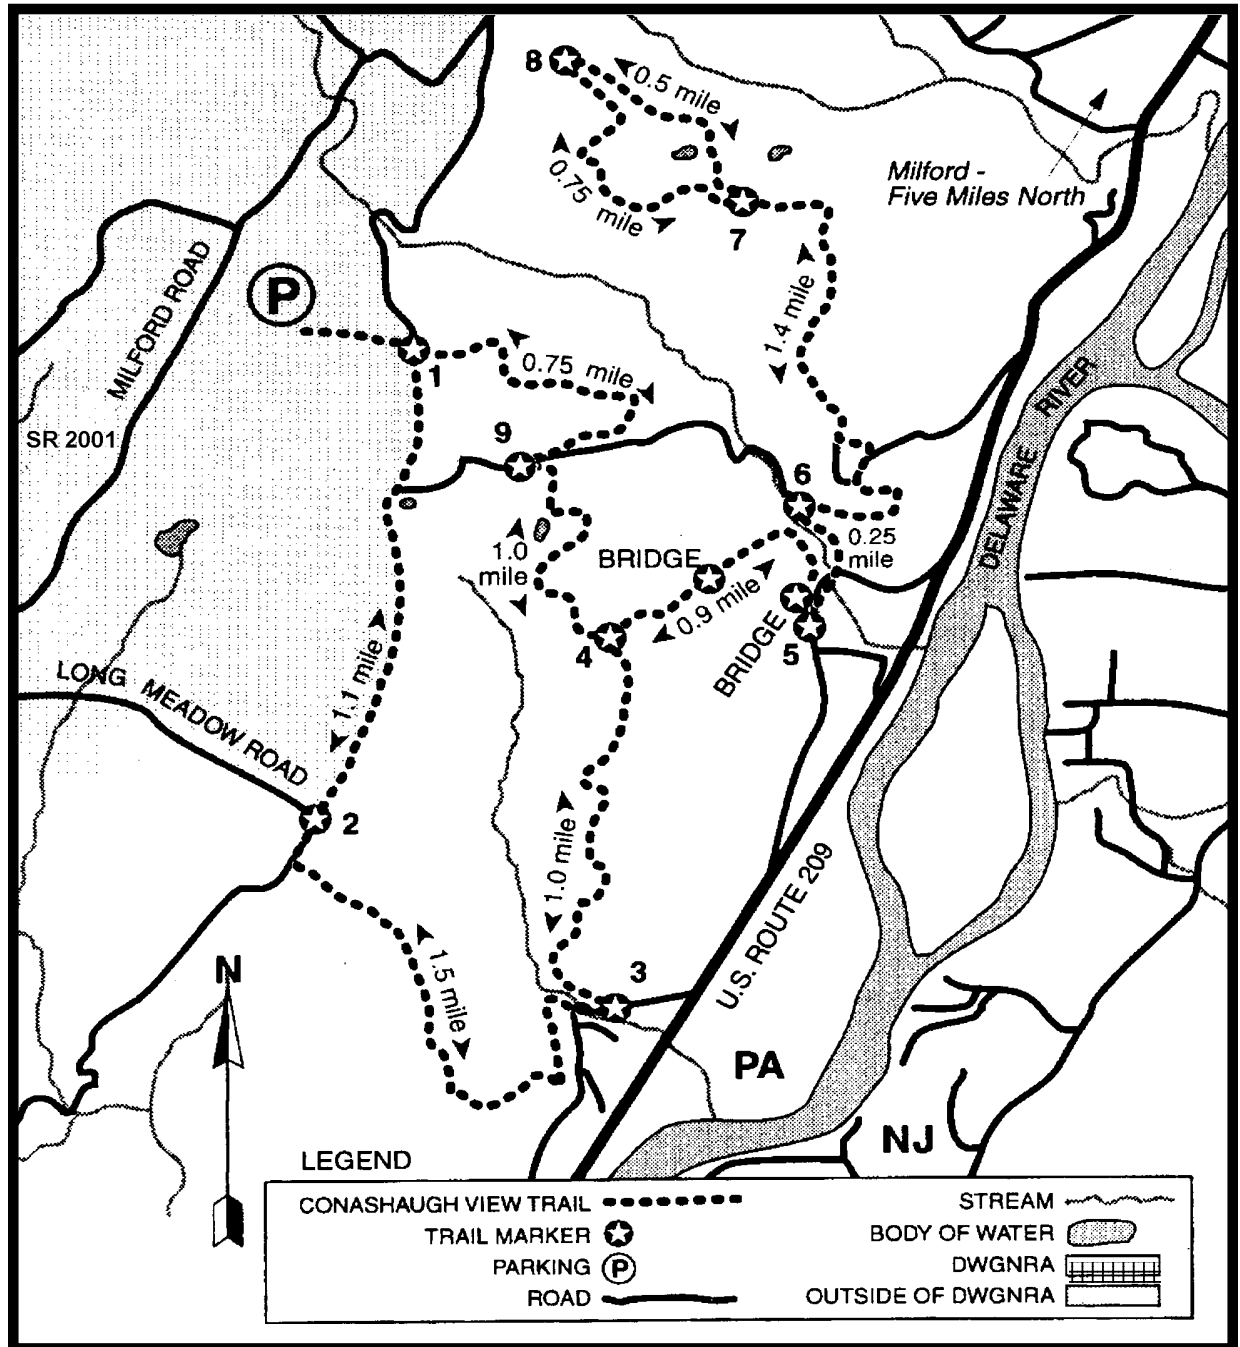 8
0.5 mile
0.75 mile
7
Milford -
Five Miles North
MILFORD ROAD
P
1.4 mile
1
0.75 mile
RIVER
SR 2001
9
DELAWARE
6
1.0
mile
BRIDGE
0.25
mile
0.9 mile
BRIDGE
4
5
LONG MEADOW ROAD
1.1 mile
2
1.0 mile
U.S. ROUTE 209
N
1.5 mile
3
PA
NJ
LEGEND
CONASHAUGH VIEW TRAIL
TRAIL MARKER
PARKING P
ROAD
STREAM
BODY OF WATER
DWGNRA
OUTSIDE OF DWGNRA